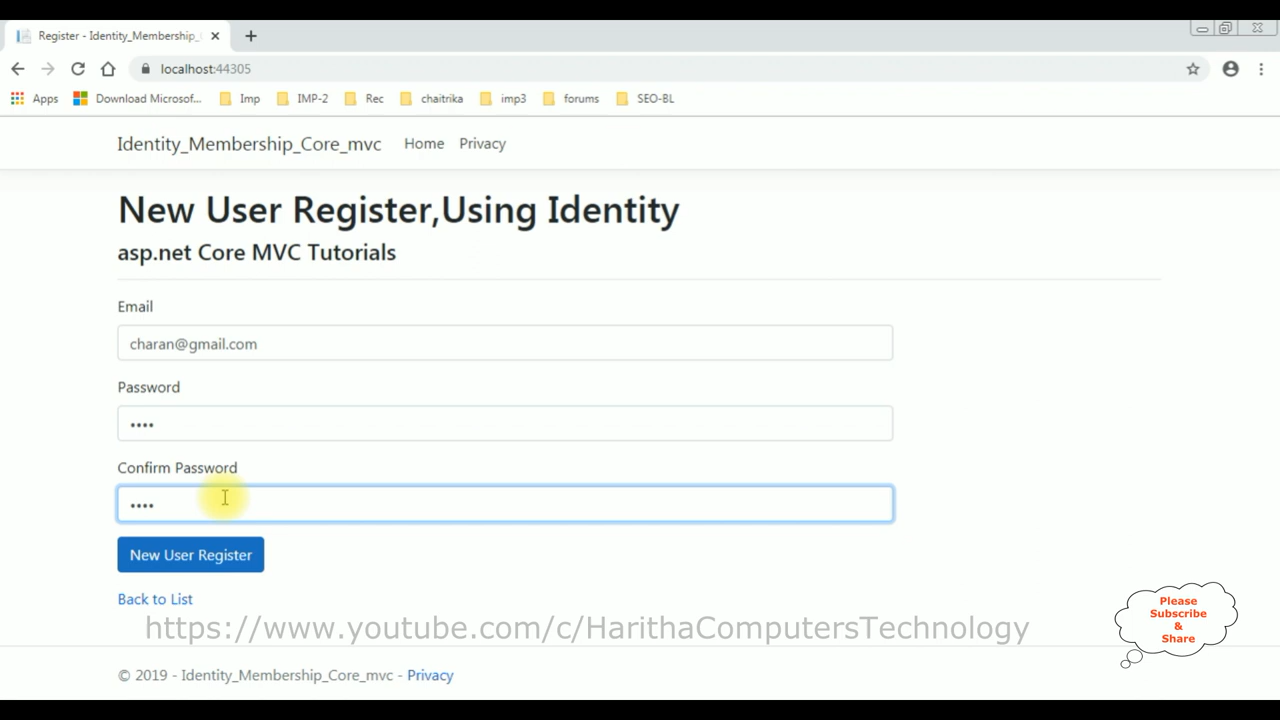 Register - Identity_Membership_
localhost:44305
Apps Download Microsof... Imp IMP-2 Rec chaitrika imp3 forums SEO-BL
Identity_Membership_Core_mvc Home Privacy
New User Register,Using Identity
asp.net Core MVC Tutorials
Email
charan@gmail.com
Password
••••
Confirm Password
••••
New User Register
Back to List
https://www.youtube.com/c/HarithaComputersTechnology
Please
Subscribe
&
Share
© 2019 - Identity_Membership_Core_mvc - Privacy